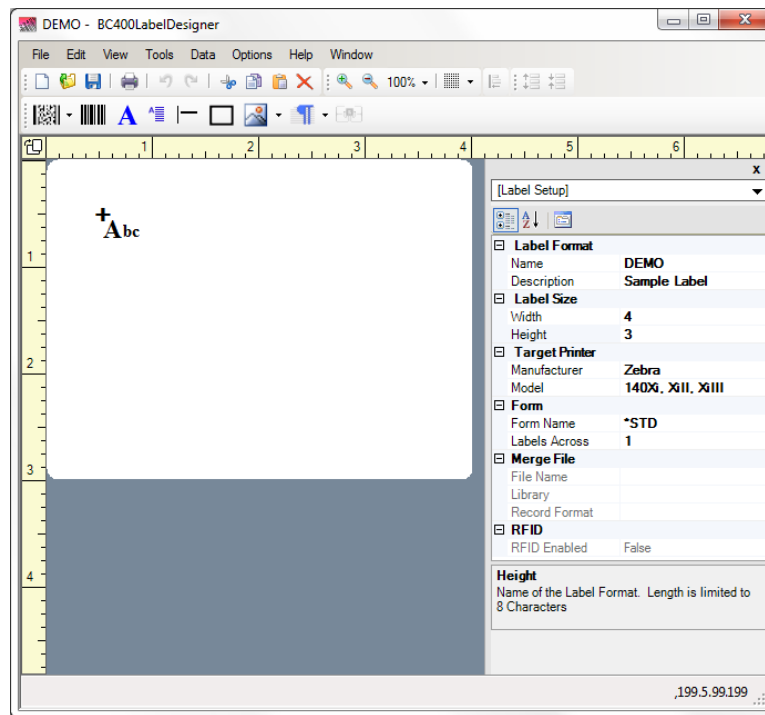 DEMO - BC400LabelDesigner
File Edit View Tools Data Options Help Window
100%
A A
1 2 3 4 5 6
x
[Label Setup]
A Z
Abc
1
2
3
4
Label Format
Name DEMO
Description Sample Label
Label Size
Width 4
Height 3
Target Printer
Manufacturer Zebra
Model 140Xi, XiII, XiIII
Form
Form Name *STD
Labels Across 1
Merge File
File Name
Library
Record Format
RFID
RFID Enabled False
Height
Name of the Label Format. Length is limited to
8 Characters
,199.5.99.199